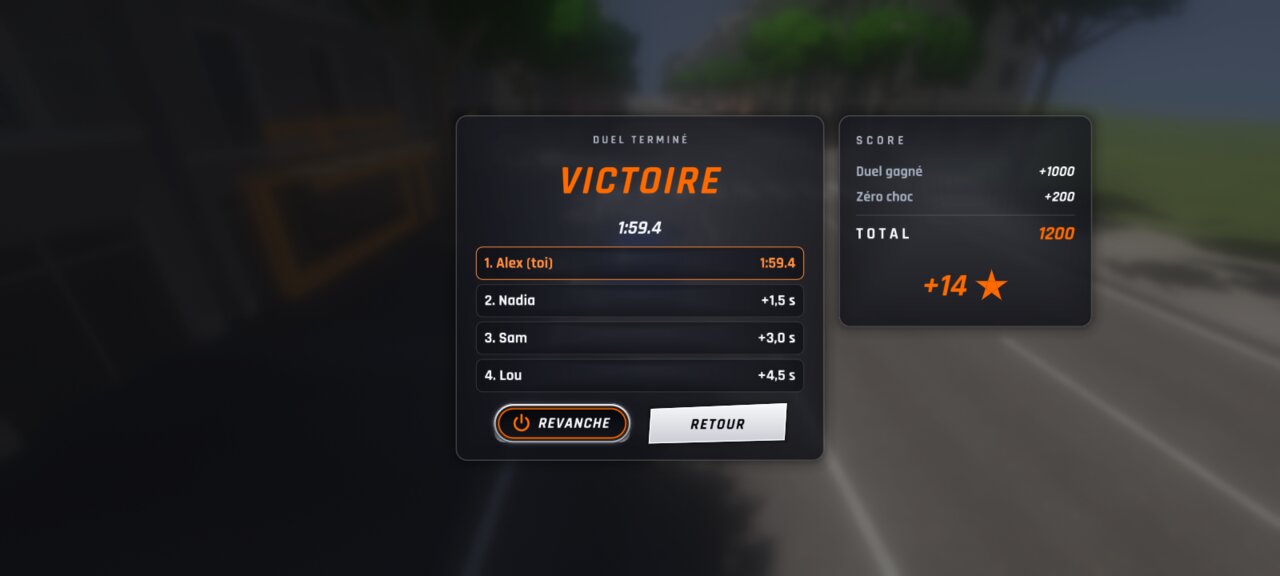 DUEL TERMINÉ
VICTOIRE
1:59.4
1. Alex (toi) 1:59.4
2. Nadia +1,5 s
3. Sam +3,0 s
4. Lou +4,5 s
REVANCHE
RETOUR
SCORE
Duel gagné +1000
Zéro choc +200
TOTAL 1200
+14 ★